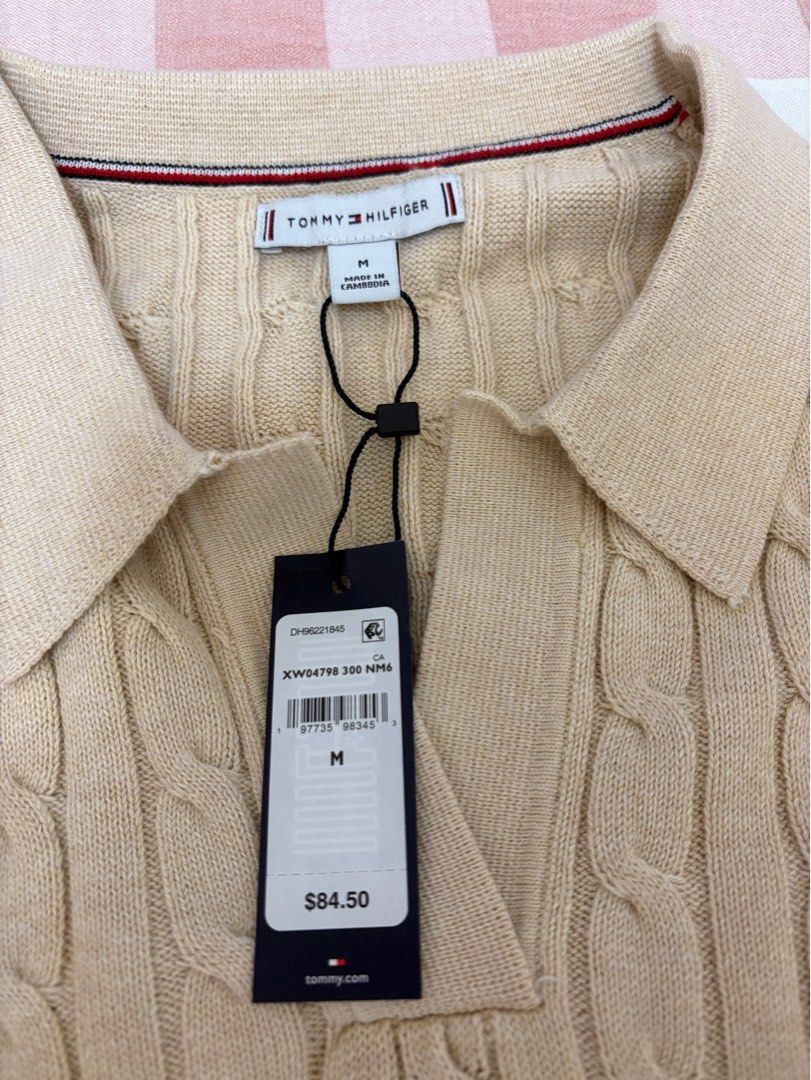 TOMMY HILFIGER
M
MADE IN
CAMBODIA
DH96221845
CA
XW04798 300 NM6
1 97735 98345 3
M
$84.50
tommy.com